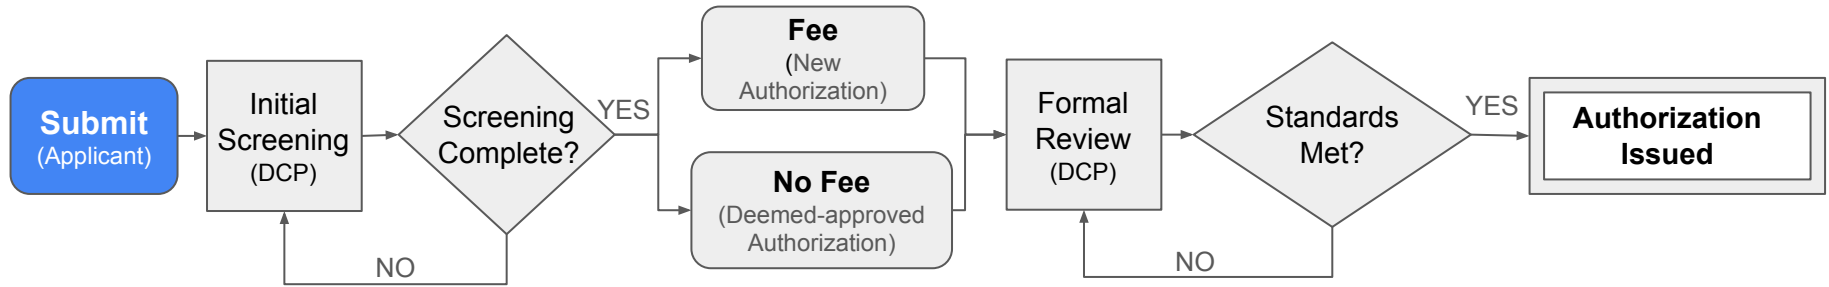 Submit
(Applicant)
Initial
Screening
(DCP)
Screening
Complete?
YES
NO
Fee
(New
Authorization)
No Fee
(Deemed-approved
Authorization)
Formal
Review
(DCP)
Standards
Met?
YES
NO
Authorization
Issued